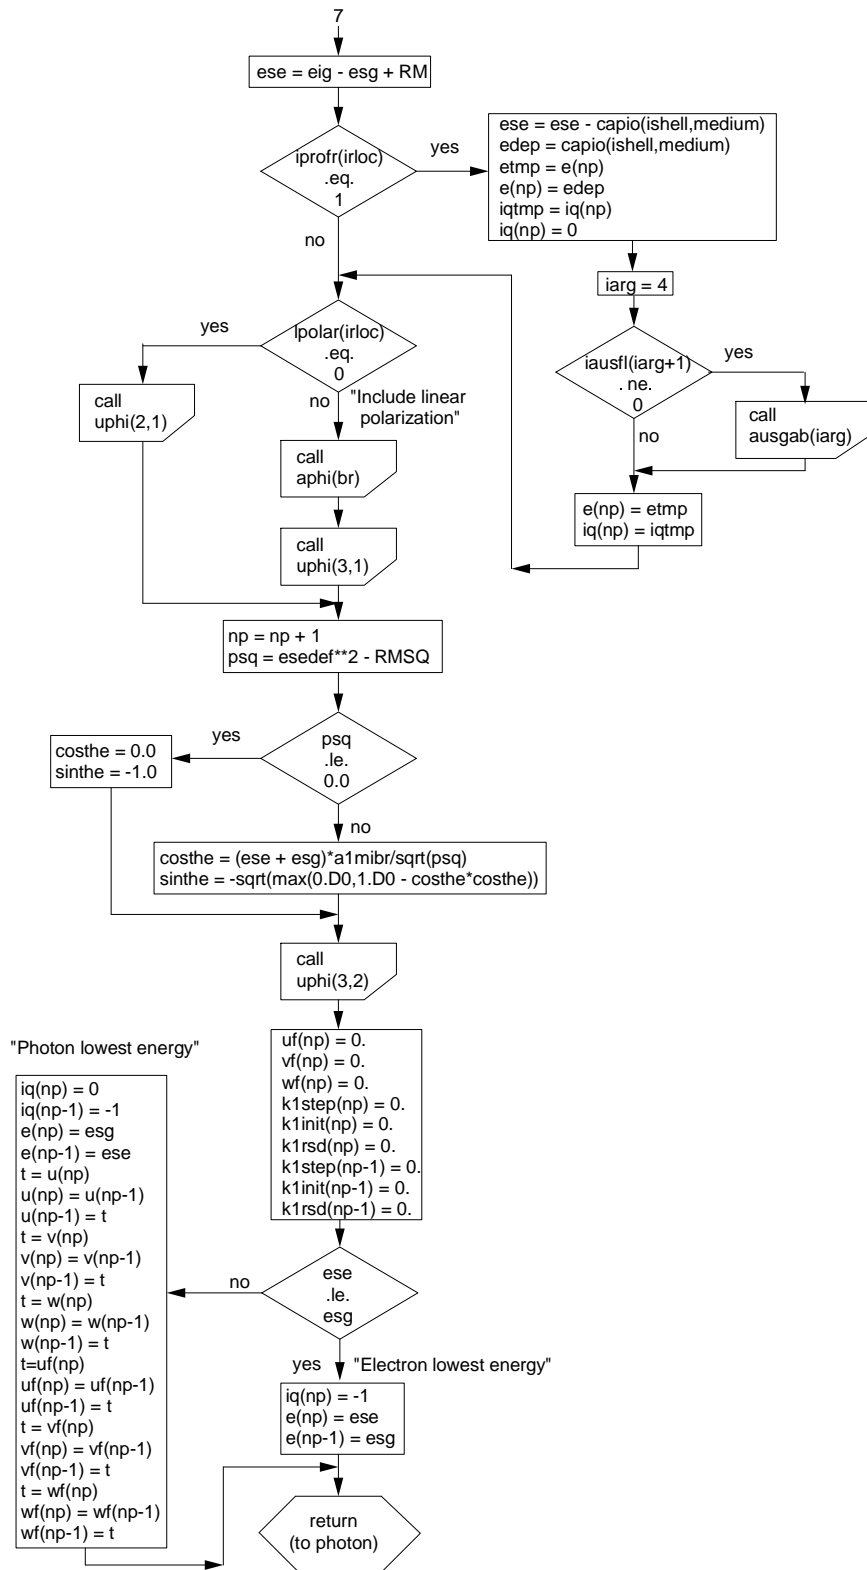 7
ese = eig - esg + RM
iprofr(irloc)
.eq.
1
yes
no
ese = ese - capio(ishell,medium)
edep = capio(ishell,medium)
etmp = e(np)
e(np) = edep
iqtmp = iq(np)
iq(np) = 0
iarg = 4
iausfl(iarg+1)
. ne.
0
yes
no
call
ausgab(iarg)
e(np) = etmp
iq(np) = iqtmp
lpolar(irloc)
.eq.
0
yes
no
"Include linear
polarization"
call
uphi(2,1)
call
aphi(br)
call
uphi(3,1)
np = np + 1
psq = esedef**2 - RMSQ
psq
.le.
0.0
yes
no
costhe = 0.0
sinthe = -1.0
costhe = (ese + esg)*a1mibr/sqrt(psq)
sinthe = -sqrt(max(0.D0,1.D0 - costhe*costhe))
call
uphi(3,2)
uf(np) = 0.
vf(np) = 0.
wf(np) = 0.
k1step(np) = 0.
k1init(np) = 0.
k1rsd(np) = 0.
k1step(np-1) = 0.
k1init(np-1) = 0.
k1rsd(np-1) = 0.
ese
.le.
esg
no
yes
"Photon lowest energy"
iq(np) = 0
iq(np-1) = -1
e(np) = esg
e(np-1) = ese
t = u(np)
u(np) = u(np-1)
u(np-1) = t
t = v(np)
v(np) = v(np-1)
v(np-1) = t
t = w(np)
w(np) = w(np-1)
w(np-1) = t
t=uf(np)
uf(np) = uf(np-1)
uf(np-1) = t
t = vf(np)
vf(np) = vf(np-1)
vf(np-1) = t
t = wf(np)
wf(np) = wf(np-1)
wf(np-1) = t
"Electron lowest energy"
iq(np) = -1
e(np) = ese
e(np-1) = esg
return
(to photon)